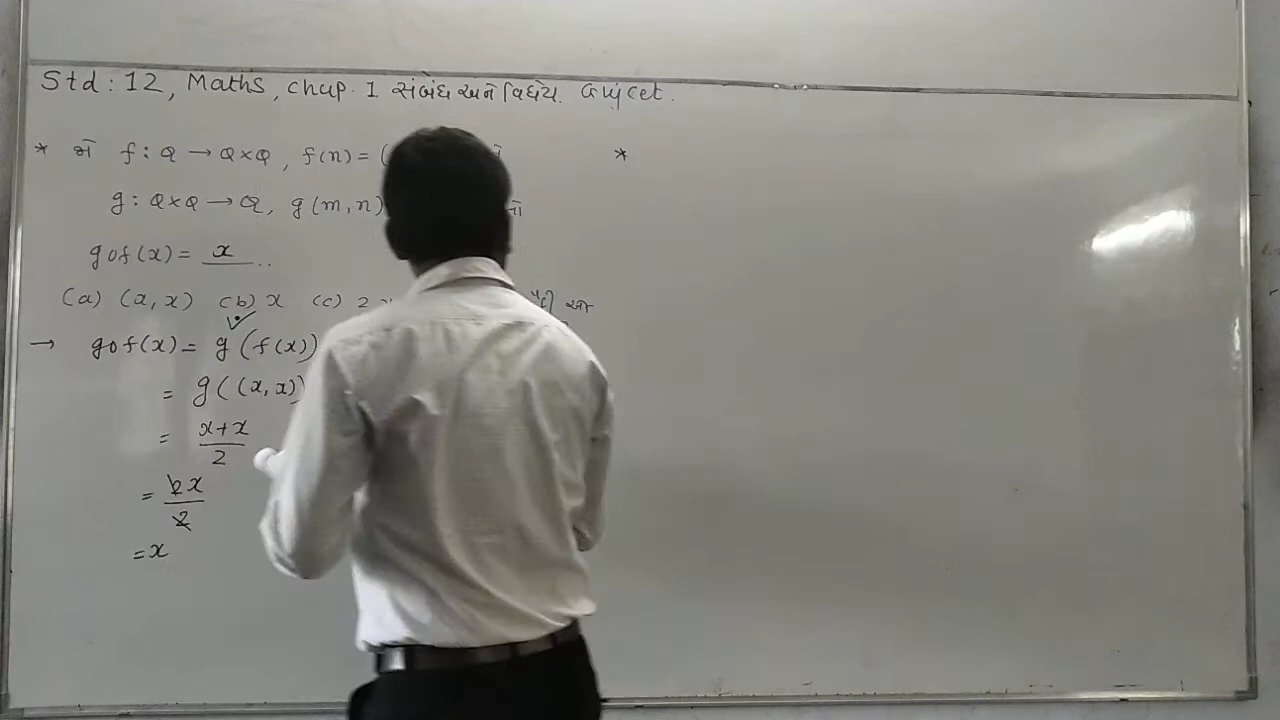 Std : 12, Maths, chap. 1 સંબંધ અને વિધેય. Gujcet.
* જો f : Q → Q×Q, f(n) = (
g : Q×Q → Q, g(m,n)
gof(x) = x ..
(a) (x,x) (b) x (c) 2
→ gof(x) = g(f(x))
= g((x,x))
= x+x/2
= 2x/2
= x
*